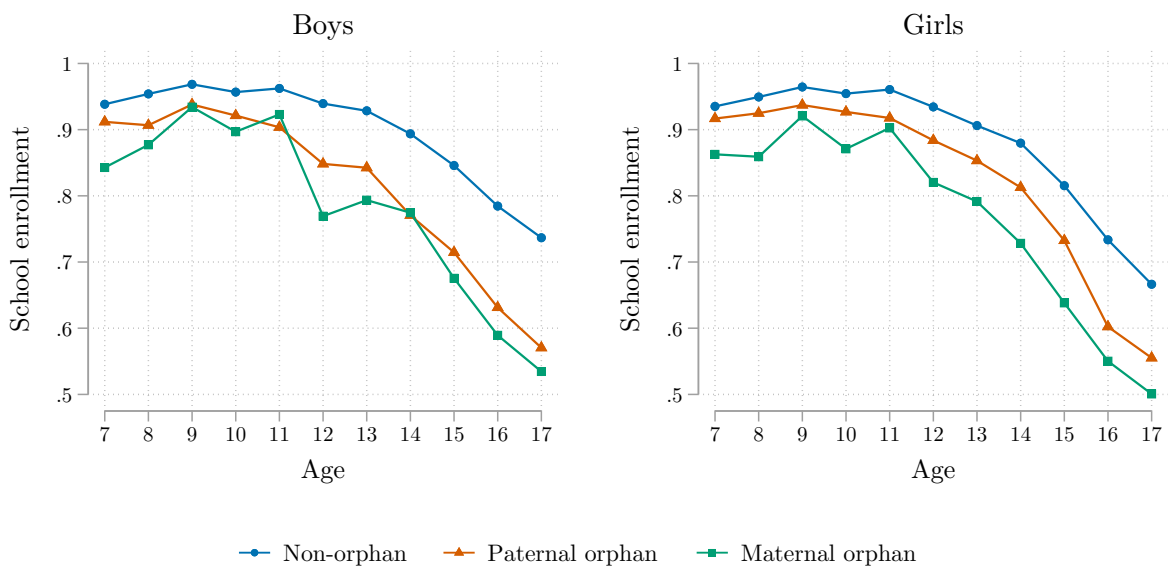 Boys
School enrollment
1
.9
.8
.7
.6
.5
7 8 9 10 11 12 13 14 15 16 17
Age
Girls
School enrollment
1
.9
.8
.7
.6
.5
7 8 9 10 11 12 13 14 15 16 17
Age
Non-orphan Paternal orphan Maternal orphan